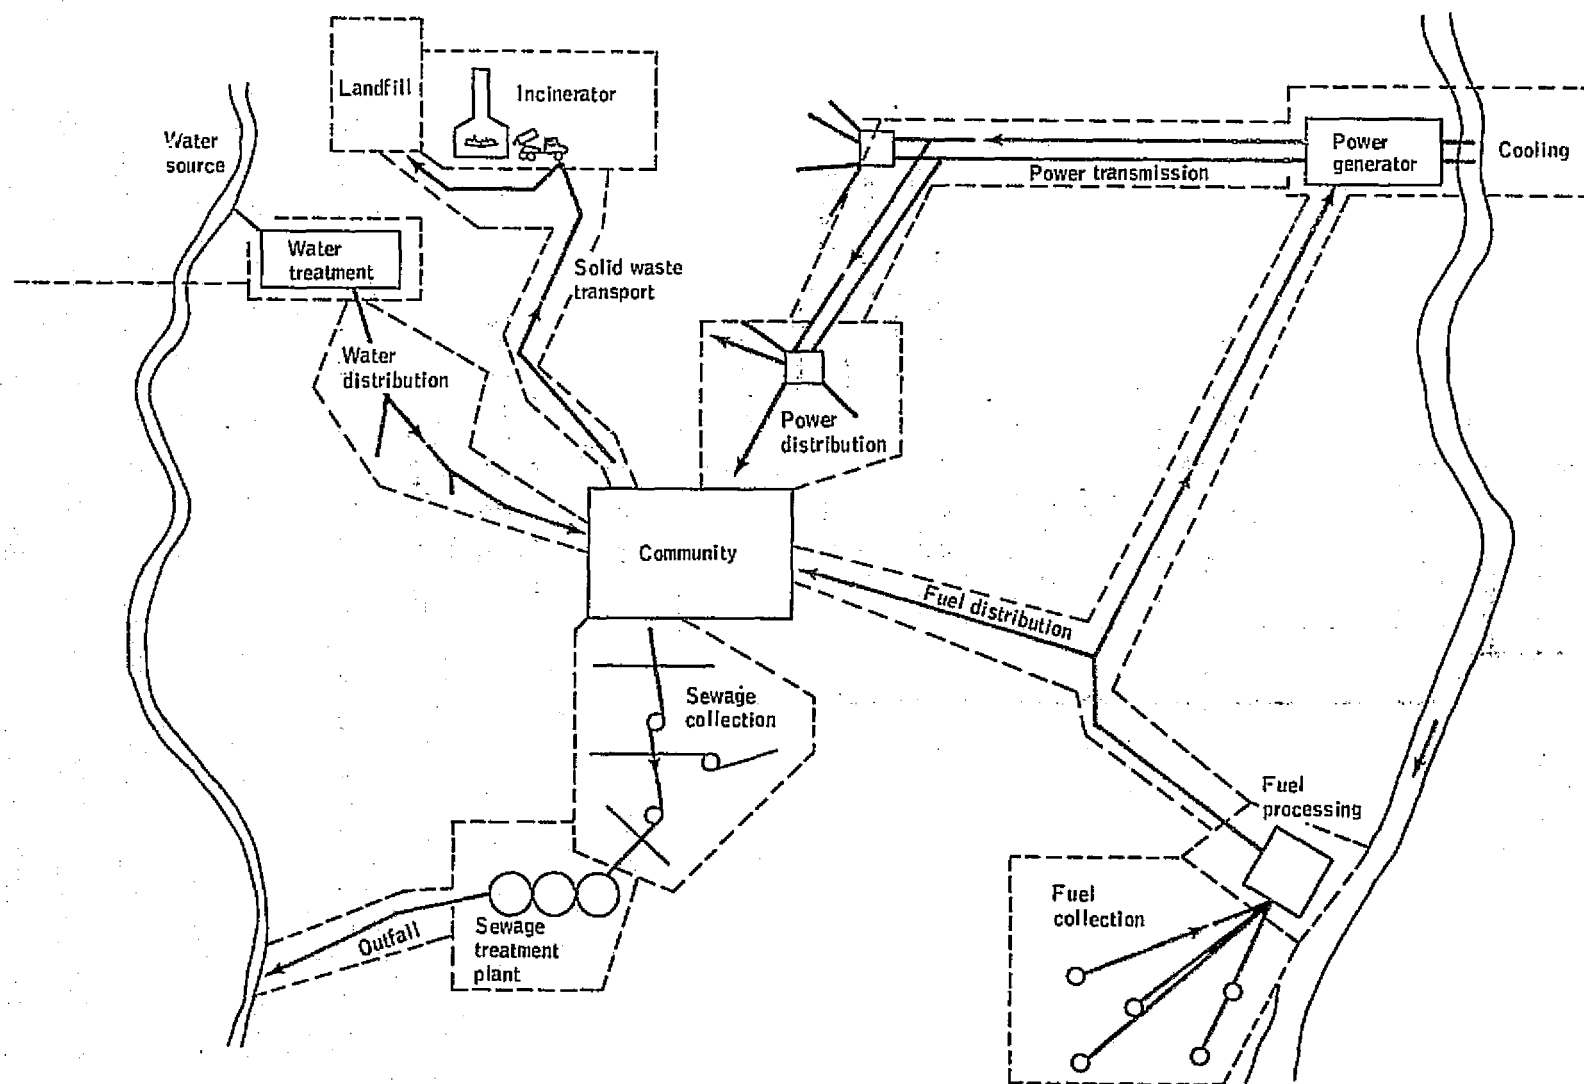 Landfill
Incinerator
Water
source
Power
generator
Cooling
Power transmission
Water
treatment
Solid waste
transport
Water
distribution
Power
distribution
Community
Fuel distribution
Sewage
collection
Fuel
processing
Fuel
collection
Outfall
Sewage
treatment
plant